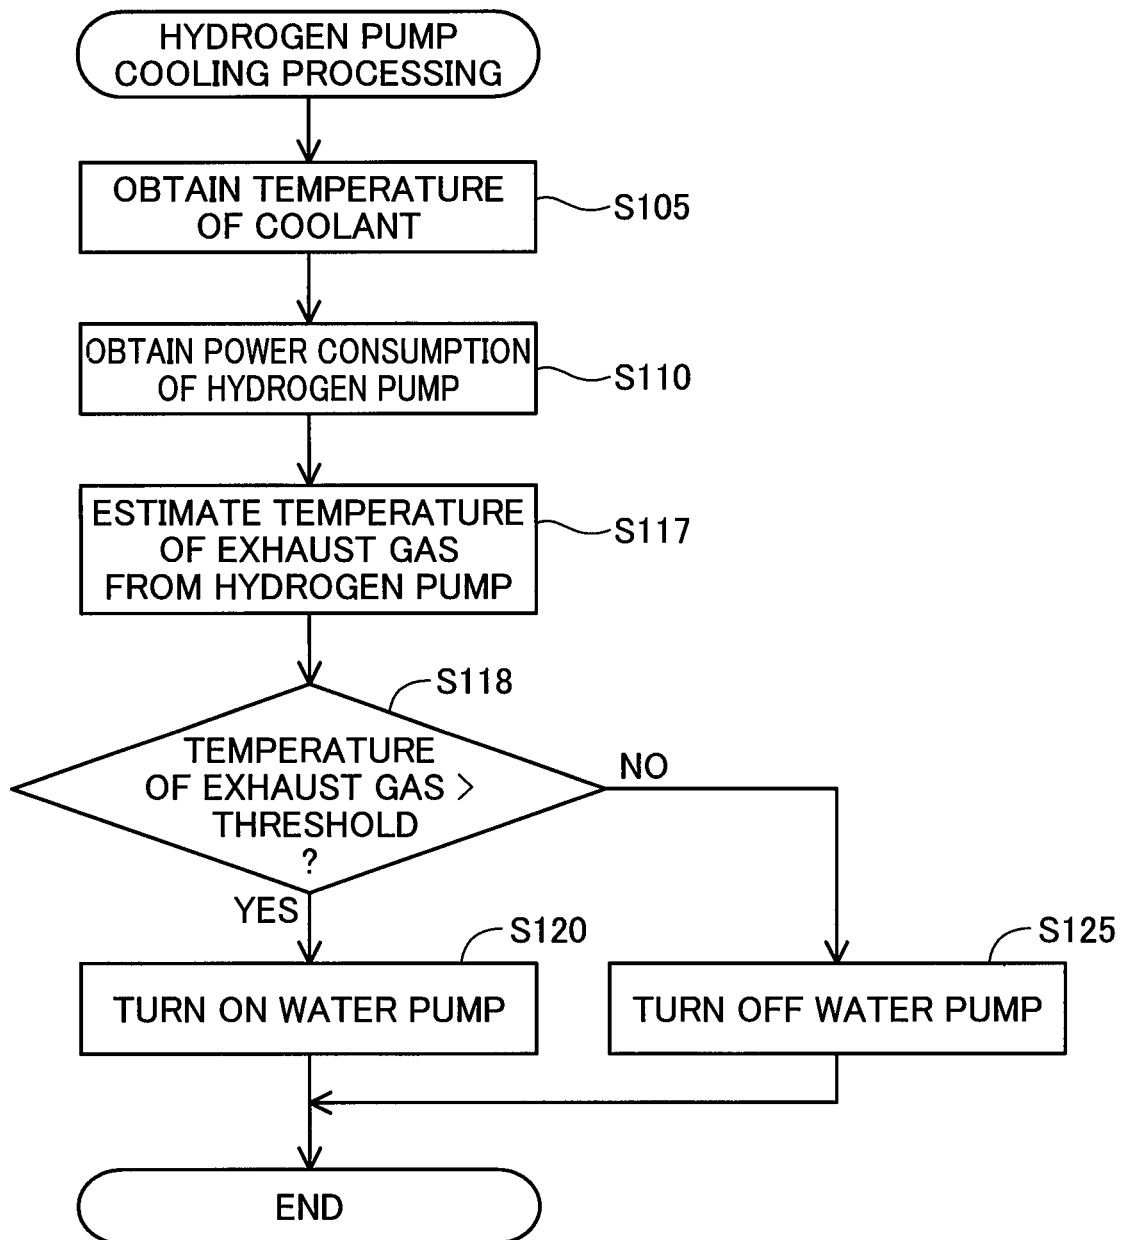 HYDROGEN PUMP
COOLING PROCESSING
OBTAIN TEMPERATURE
OF COOLANT
S105
OBTAIN POWER CONSUMPTION
OF HYDROGEN PUMP
S110
ESTIMATE TEMPERATURE
OF EXHAUST GAS
FROM HYDROGEN PUMP
S117
S118
TEMPERATURE
OF EXHAUST GAS >
THRESHOLD
?
NO
YES
S120
TURN ON WATER PUMP
S125
TURN OFF WATER PUMP
END